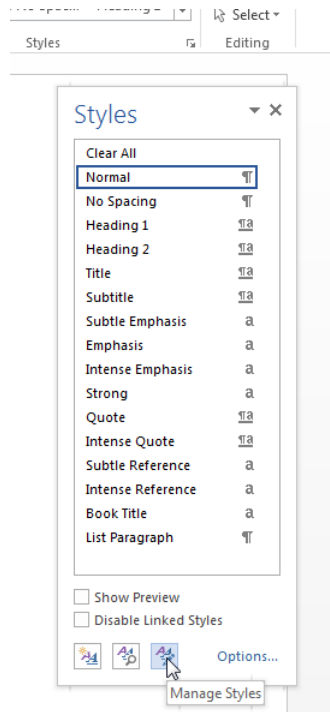 Select
Styles
Editing
Styles
Clear All
Normal ¶
No Spacing ¶
Heading 1 ¶a
Heading 2 ¶a
Title ¶a
Subtitle ¶a
Subtle Emphasis a
Emphasis a
Intense Emphasis a
Strong a
Quote ¶a
Intense Quote ¶a
Subtle Reference a
Intense Reference a
Book Title a
List Paragraph ¶
Show Preview
Disable Linked Styles
Options...
Manage Styles